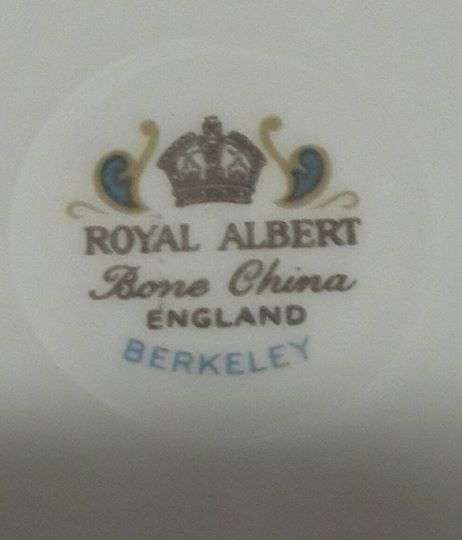 ROYAL ALBERT
Bone China
ENGLAND
BERKELEY